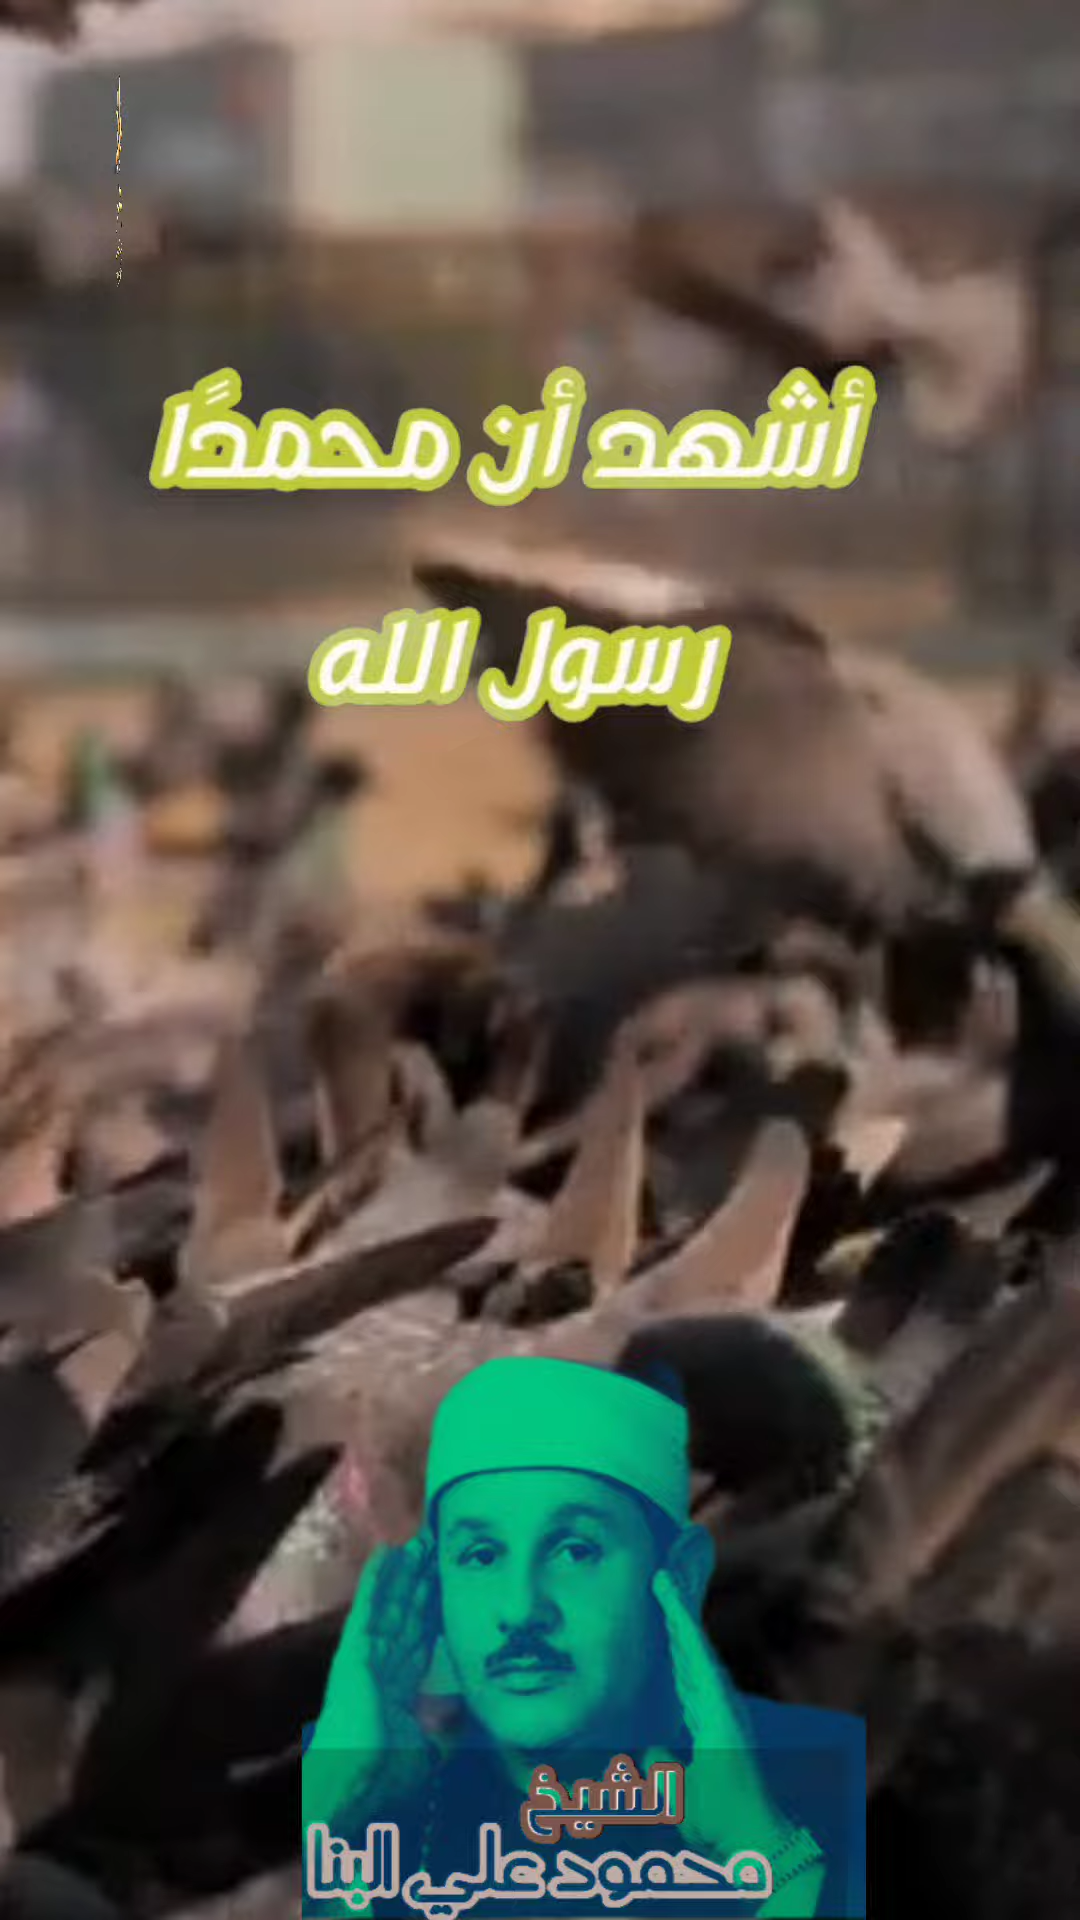 أشهد أن محمدًا
رسول الله
الشيخ
محمود علي البنا